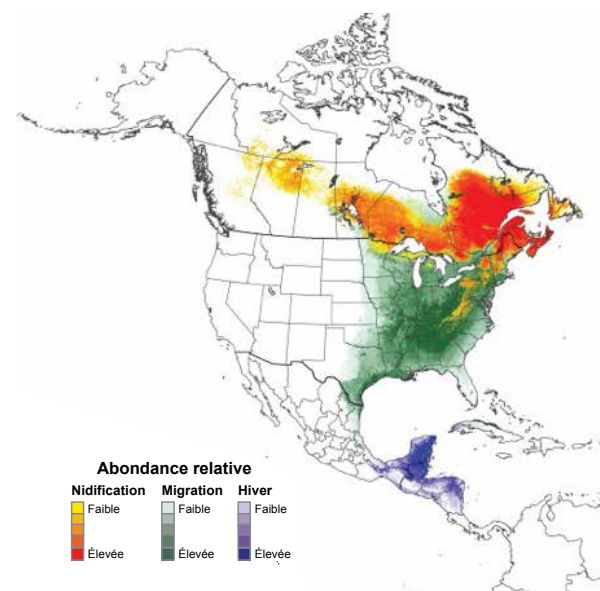 Abondance relative
Nidification Migration Hiver
Faible Faible Faible
Élevée Élevée Élevée